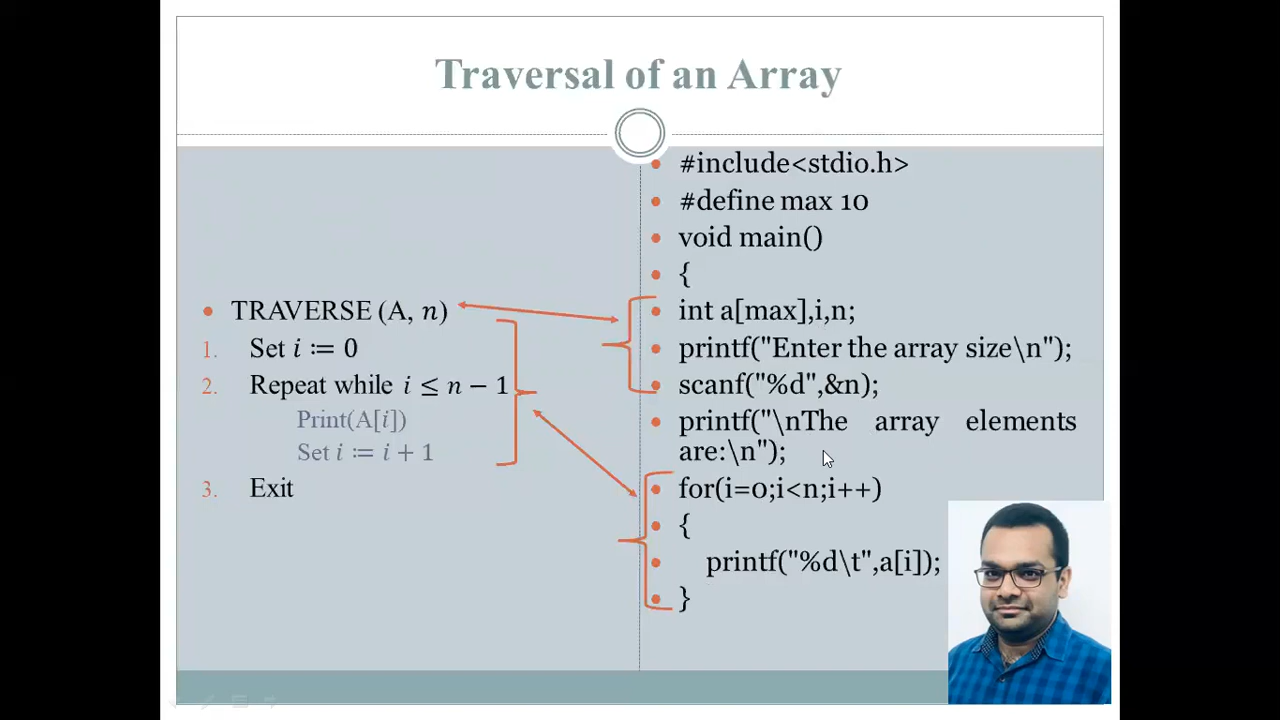 Traversal of an Array
TRAVERSE (A, n)
1. Set i ≔ 0
2. Repeat while i ≤ n − 1
Print(A[i])
Set i ≔ i + 1
3. Exit
#include<stdio.h>
#define max 10
void main()
{
int a[max],i,n;
printf("Enter the array size\n");
scanf("%d",&n);
printf("\nThe array elements
are:\n");
for(i=0;i<n;i++)
{
printf("%d\t",a[i]);
}